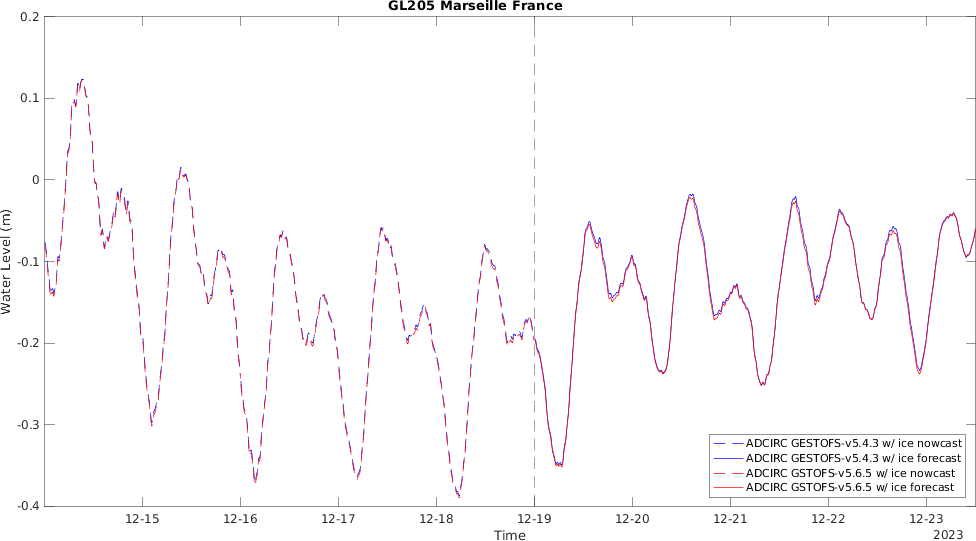 GL205 Marseille France
0.2
0.1
0
-0.1
-0.2
-0.3
-0.4
Water Level (m)
12-15 12-16 12-17 12-18 12-19 12-20 12-21 12-22 12-23
Time
2023
ADCIRC GESTOFS-v5.4.3 w/ ice nowcast
ADCIRC GESTOFS-v5.4.3 w/ ice forecast
ADCIRC GSTOFS-v5.6.5 w/ ice nowcast
ADCIRC GSTOFS-v5.6.5 w/ ice forecast